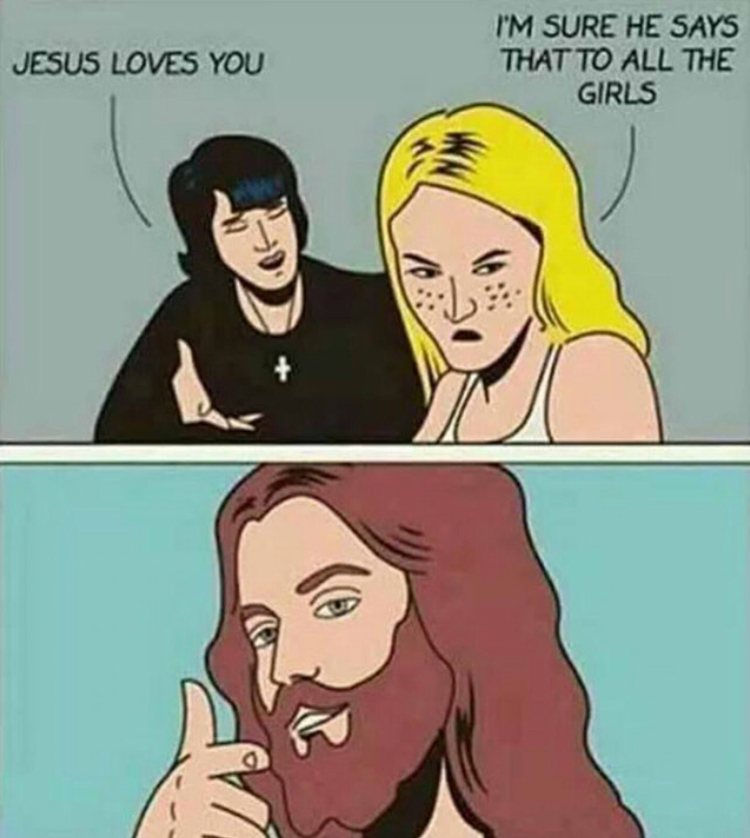 JESUS LOVES YOU
I'M SURE HE SAYS
THAT TO ALL THE
GIRLS